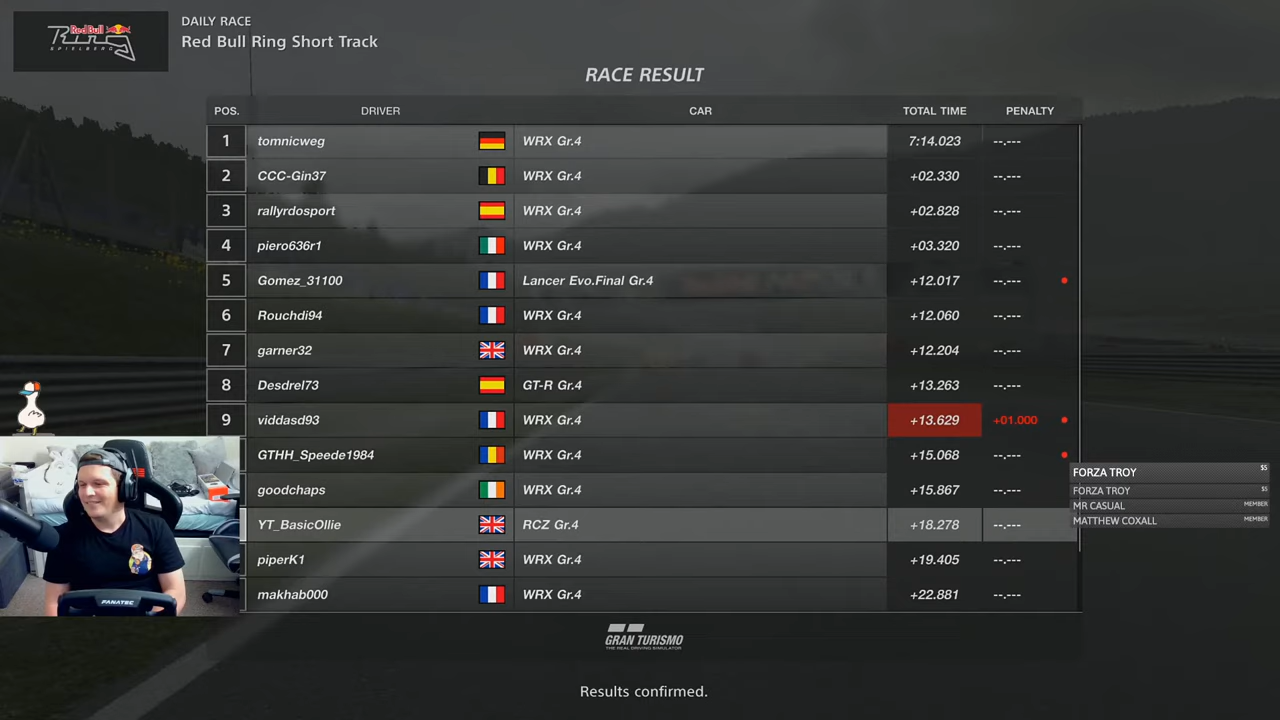 Red Bull
Ring
SPIELBERG
DAILY RACE
Red Bull Ring Short Track
RACE RESULT
POS. DRIVER CAR TOTAL TIME PENALTY
1 tomnicweg WRX Gr.4 7:14.023 --.---
2 CCC-Gin37 WRX Gr.4 +02.330 --.---
3 rallyrdosport WRX Gr.4 +02.828 --.---
4 piero636r1 WRX Gr.4 +03.320 --.---
5 Gomez_31100 Lancer Evo.Final Gr.4 +12.017 --.---
6 Rouchdi94 WRX Gr.4 +12.060 --.---
7 garner32 WRX Gr.4 +12.204 --.---
8 Desdrel73 GT-R Gr.4 +13.263 --.---
9 viddasd93 WRX Gr.4 +13.629 +01.000
GTHH_Speede1984 WRX Gr.4 +15.068 --.---
goodchaps WRX Gr.4 +15.867 --.---
YT_BasicOllie RCZ Gr.4 +18.278 --.---
piperK1 WRX Gr.4 +19.405 --.---
makhab000 WRX Gr.4 +22.881 --.---
FORZA TROY $5
FORZA TROY $5
MR CASUAL MEMBER
MATTHEW COXALL MEMBER
FANATEC
GRAN TURISMO
THE REAL DRIVING SIMULATOR
Results confirmed.